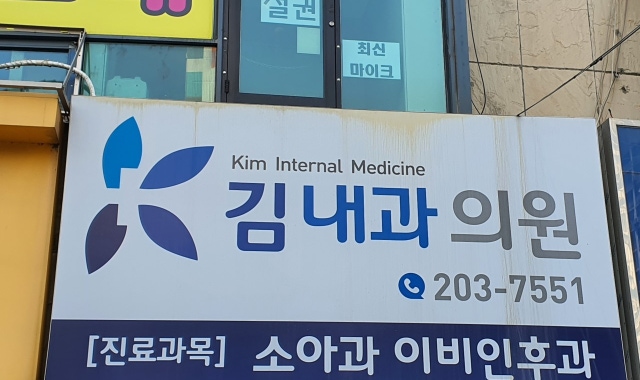 설권
최신
마이크
Kim Internal Medicine
김내과의원
203-7551
[진료과목] 소아과 이비인후과